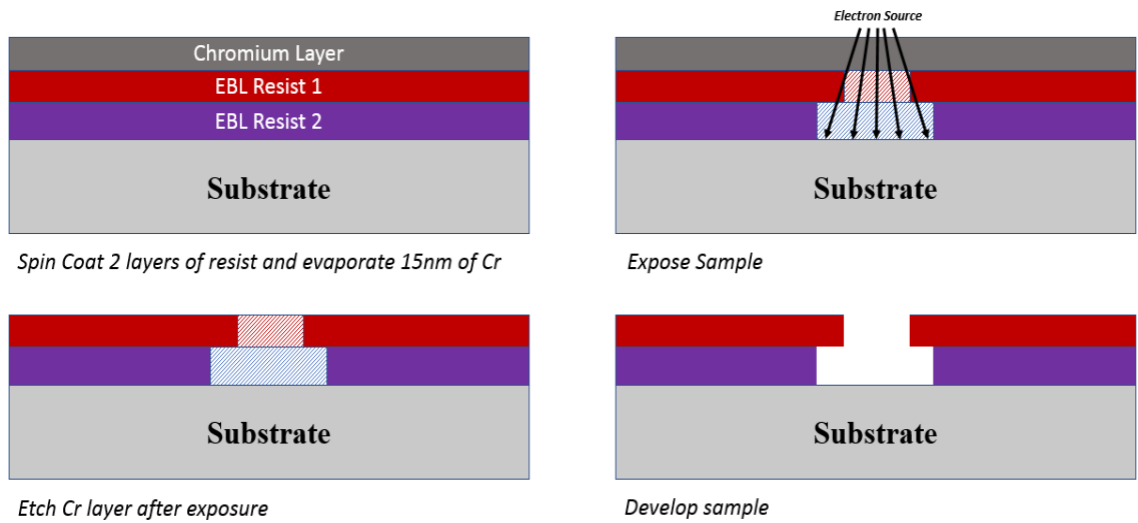 Chromium Layer
EBL Resist 1
EBL Resist 2
Substrate
Spin Coat 2 layers of resist and evaporate 15nm of Cr
Electron Source
Substrate
Expose Sample
Substrate
Etch Cr layer after exposure
Substrate
Develop sample